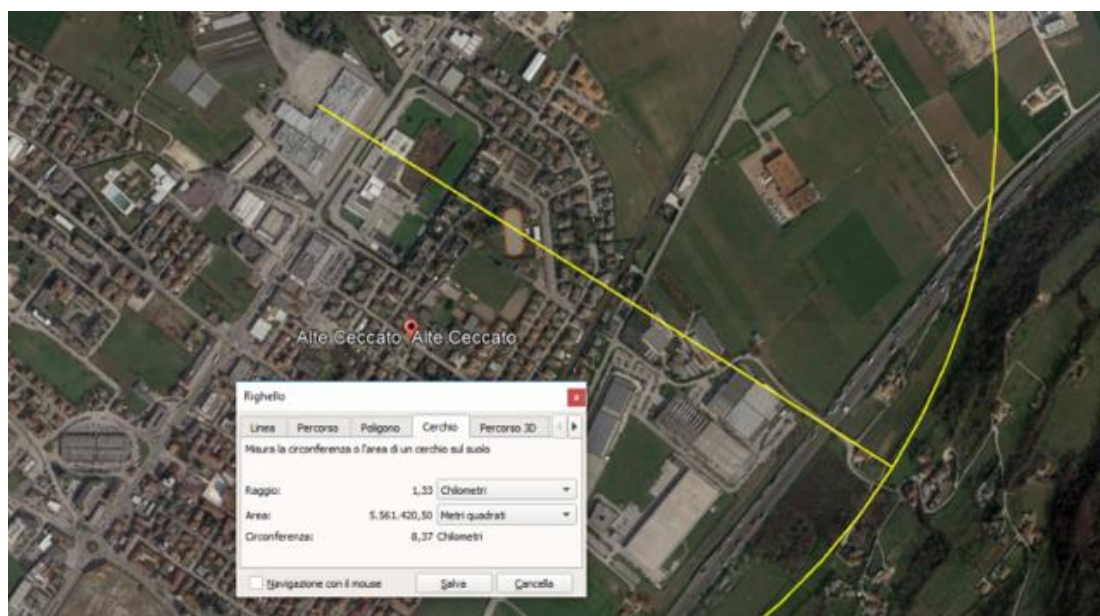 Alte Ceccato Alte Ceccato
Righello
Linea Percorso Poligono Cerchio Percorso 3D
Misura la circonferenza o l'area di un cerchio sul suolo
Raggio: 1,33 Chilometri
Area: 5.561.420,50 Metri quadrati
Circonferenza: 8,37 Chilometri
Navigazione con il mouse Salva Cancella